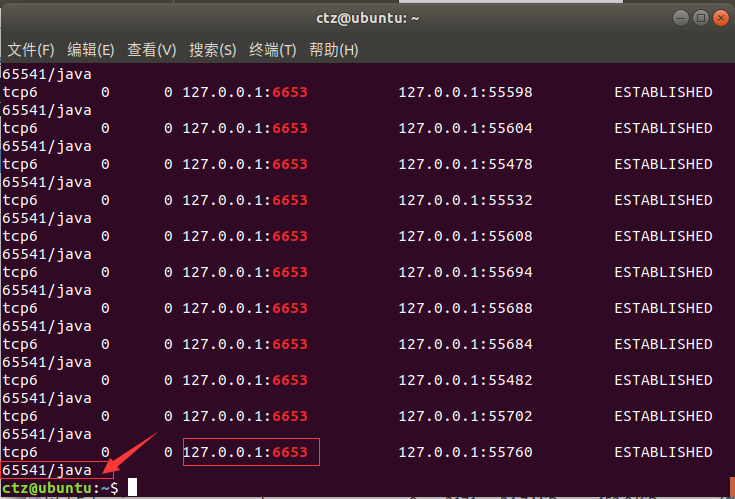 ctz@ubuntu: ~
文件(F) 编辑(E) 查看(V) 搜索(S) 终端(T) 帮助(H)
65541/java
tcp6       0      0 127.0.0.1:6653          127.0.0.1:55598         ESTABLISHED
65541/java
tcp6       0      0 127.0.0.1:6653          127.0.0.1:55604         ESTABLISHED
65541/java
tcp6       0      0 127.0.0.1:6653          127.0.0.1:55478         ESTABLISHED
65541/java
tcp6       0      0 127.0.0.1:6653          127.0.0.1:55532         ESTABLISHED
65541/java
tcp6       0      0 127.0.0.1:6653          127.0.0.1:55608         ESTABLISHED
65541/java
tcp6       0      0 127.0.0.1:6653          127.0.0.1:55694         ESTABLISHED
65541/java
tcp6       0      0 127.0.0.1:6653          127.0.0.1:55688         ESTABLISHED
65541/java
tcp6       0      0 127.0.0.1:6653          127.0.0.1:55684         ESTABLISHED
65541/java
tcp6       0      0 127.0.0.1:6653          127.0.0.1:55482         ESTABLISHED
65541/java
tcp6       0      0 127.0.0.1:6653          127.0.0.1:55702         ESTABLISHED
65541/java
tcp6       0      0 127.0.0.1:6653          127.0.0.1:55760         ESTABLISHED
65541/java
ctz@ubuntu:~$